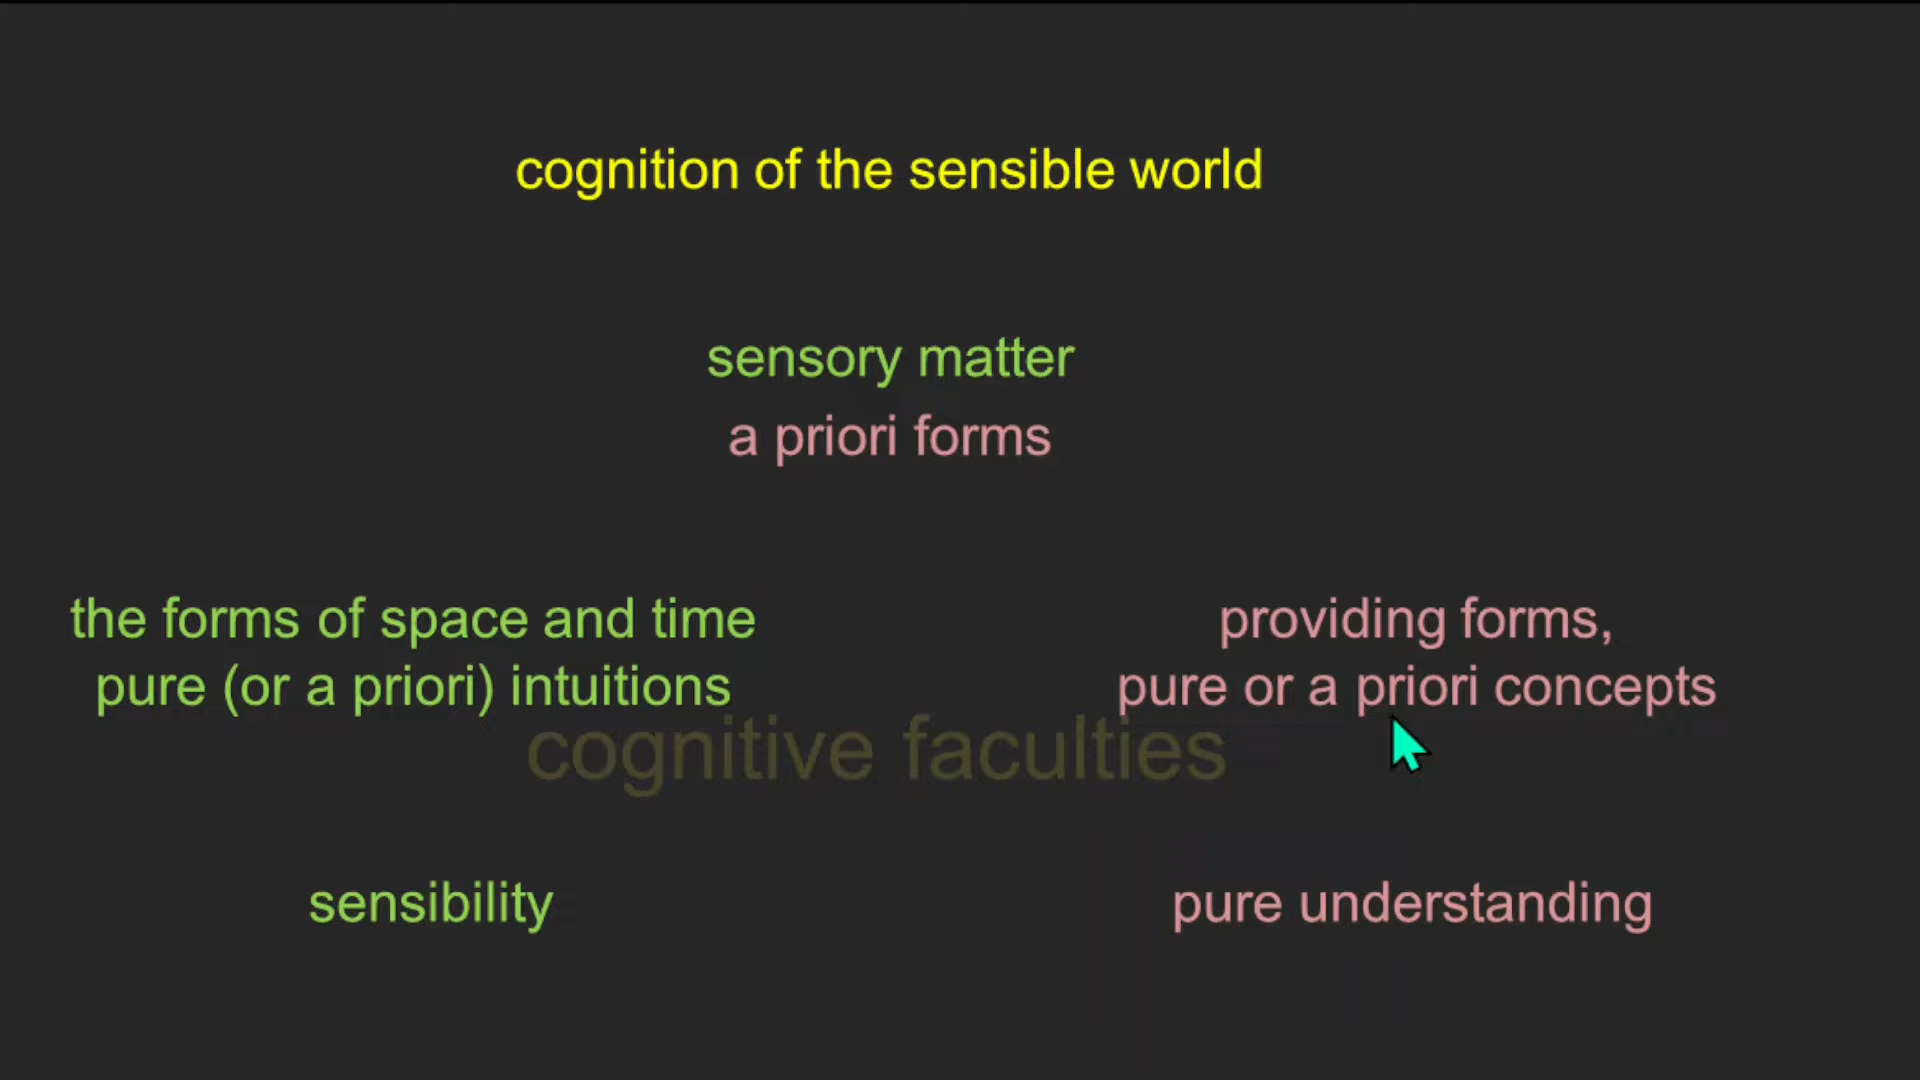 cognition of the sensible world
sensory matter
a priori forms
the forms of space and time
pure (or a priori) intuitions
providing forms,
pure or a priori concepts
cognitive faculties
sensibility
pure understanding